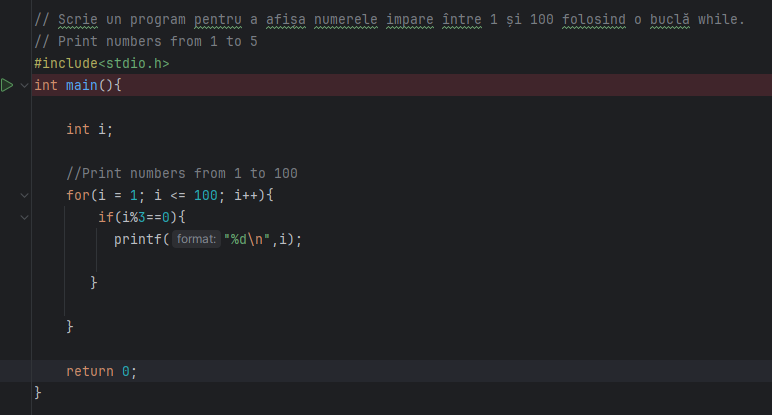 // Scrie un program pentru a afișa numerele impare între 1 și 100 folosind o buclă while.
// Print numbers from 1 to 5
#include<stdio.h>
int main(){
int i;
//Print numbers from 1 to 100
for(i = 1; i <= 100; i++){
if(i%3==0){
printf( format: "%d\n",i);
}
}
return 0;
}